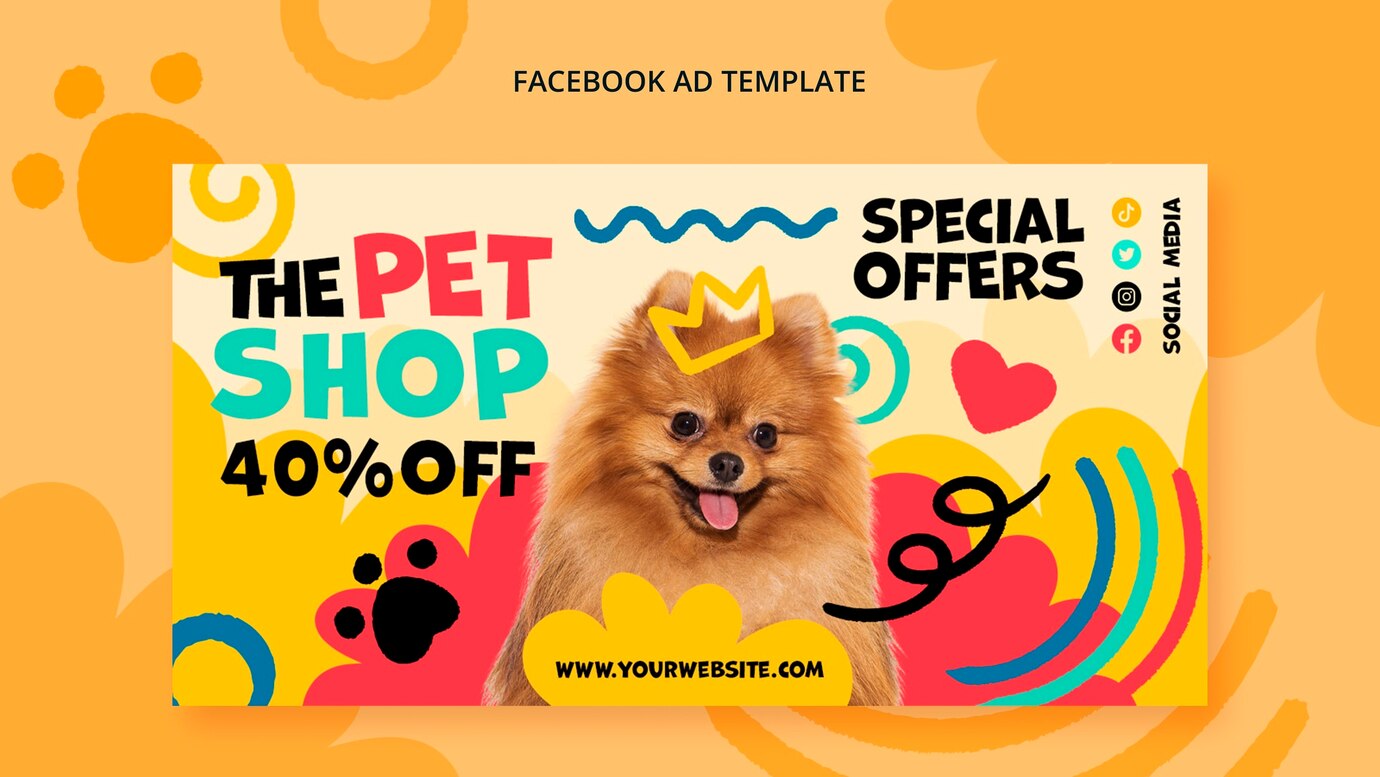 FACEBOOK AD TEMPLATE
THE PET
SHOP
40%OFF
SPECIAL
OFFERS
SOCIAL MEDIA
WWW.YOURWEBSITE.COM